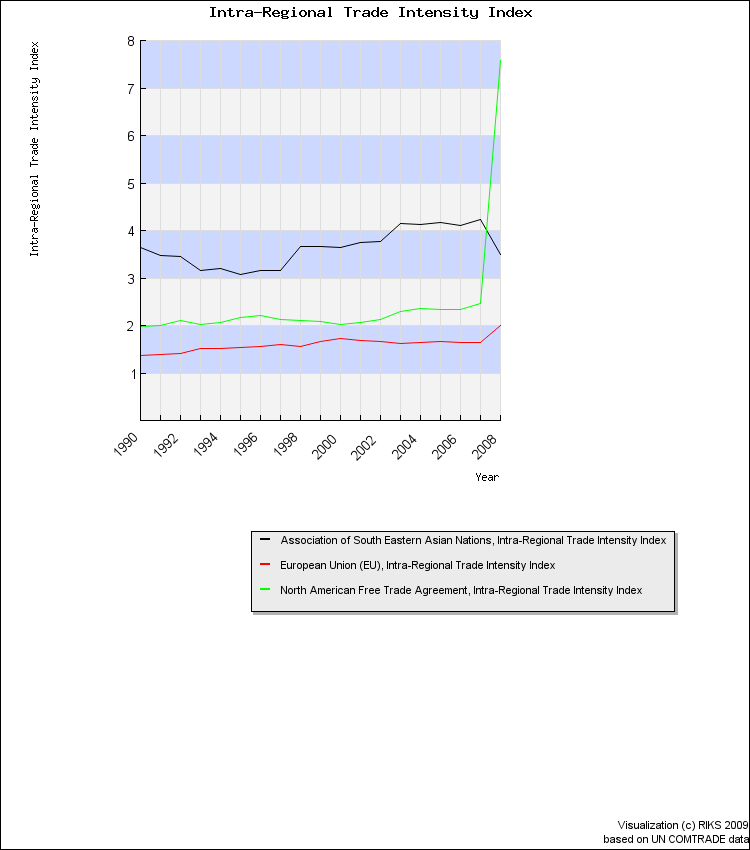 Intra-Regional Trade Intensity Index
Intra-Regional Trade Intensity Index
8
7
6
5
4
3
2
1
1990 1992 1994 1996 1998 2000 2002 2004 2006 2008
Year
Association of South Eastern Asian Nations, Intra-Regional Trade Intensity Index
European Union (EU), Intra-Regional Trade Intensity Index
North American Free Trade Agreement, Intra-Regional Trade Intensity Index
Visualization (c) RIKS 2009
based on UN COMTRADE data